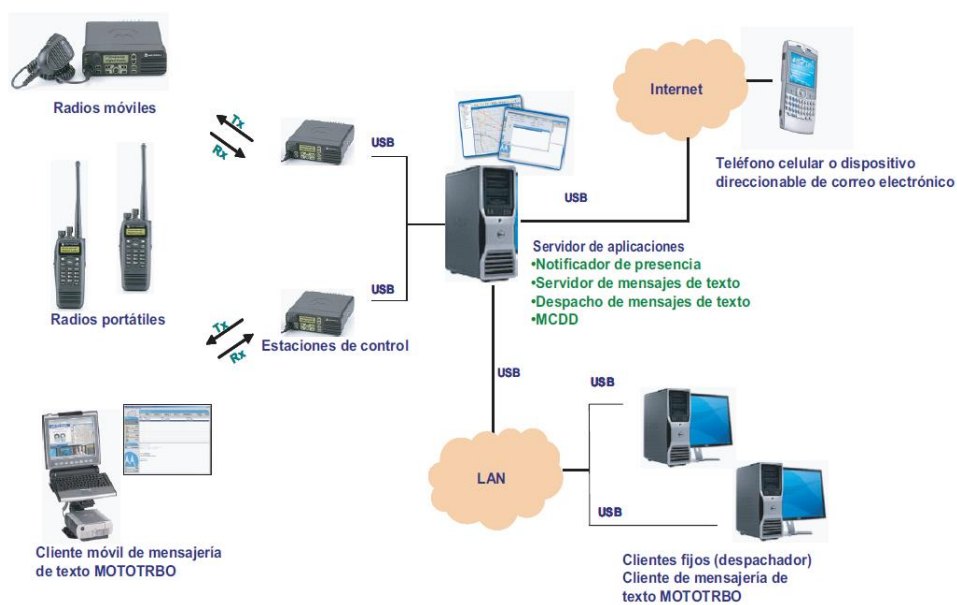 Radios móviles
Tx
Rx
USB
Internet
Teléfono celular o dispositivo
direccionable de correo electrónico
USB
Radios portátiles
USB
Tx
Rx
Estaciones de control
Servidor de aplicaciones
•Notificador de presencia
•Servidor de mensajes de texto
•Despacho de mensajes de texto
•MCDD
USB
LAN
USB
USB
Cliente móvil de mensajería
de texto MOTOTRBO
Clientes fijos (despachador)
Cliente de mensajería de
texto MOTOTRBO